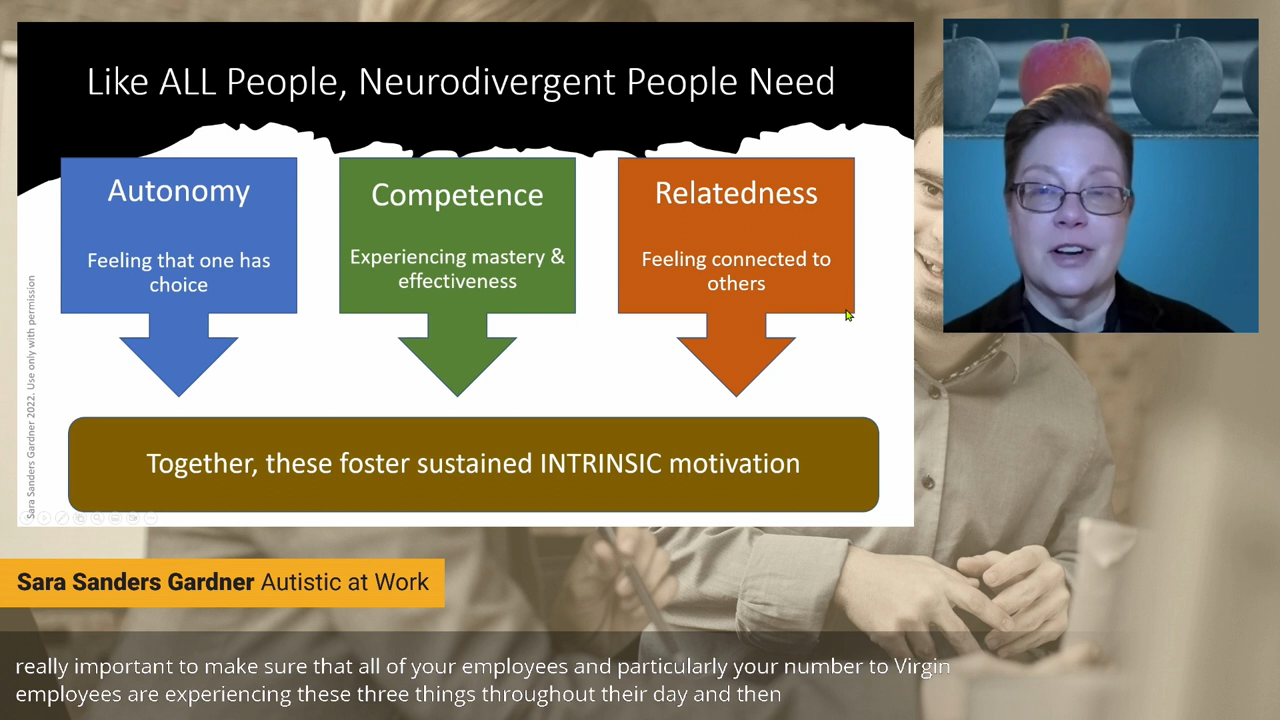 Like ALL People, Neurodivergent People Need
Autonomy
Feeling that one has
choice
Competence
Experiencing mastery &
effectiveness
Relatedness
Feeling connected to
others
Together, these foster sustained INTRINSIC motivation
Sara Sanders Gardner 2022. Use only with permission
Sara Sanders Gardner Autistic at Work
really important to make sure that all of your employees and particularly your number to Virgin
employees are experiencing these three things throughout their day and then